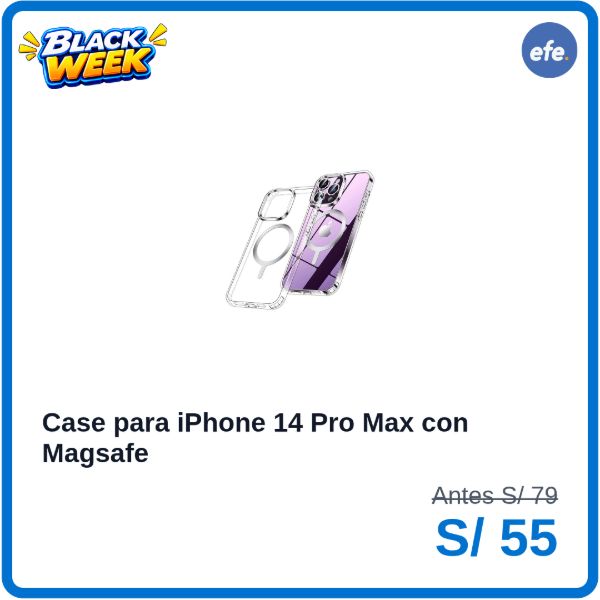 BLACK
WEEK
efe.
Case para iPhone 14 Pro Max con
Magsafe
Antes S/ 79
S/ 55